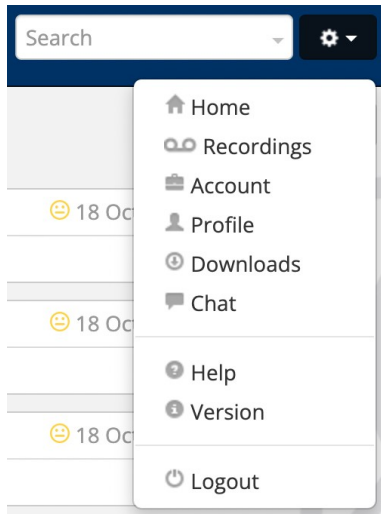 Search
Home
Recordings
Account
18 Oc
Profile
Downloads
Chat
18 Oc
Help
Version
18 Oc
Logout